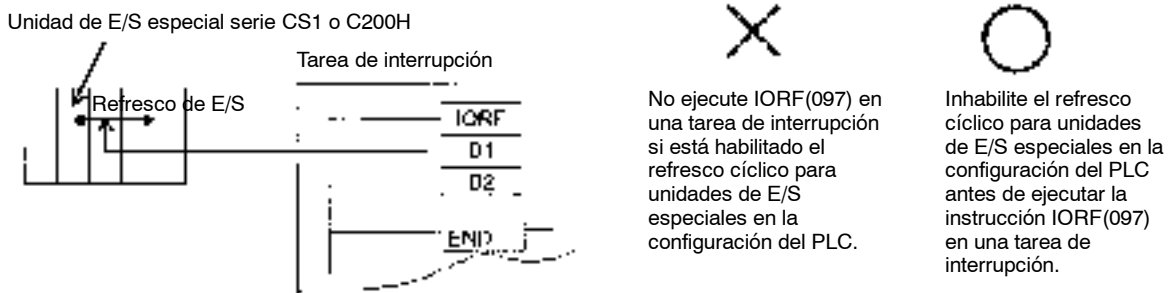 Unidad de E/S especial serie CS1 o C200H
Tarea de interrupción
Refresco de E/S
IORF
D1
D2
END
No ejecute IORF(097) en
una tarea de interrupción
si está habilitado el
refresco cíclico para
unidades de E/S
especiales en la
configuración del PLC.
Inhabilite el refresco
cíclico para unidades
de E/S especiales en la
configuración del PLC
antes de ejecutar la
instrucción IORF(097)
en una tarea de
interrupción.